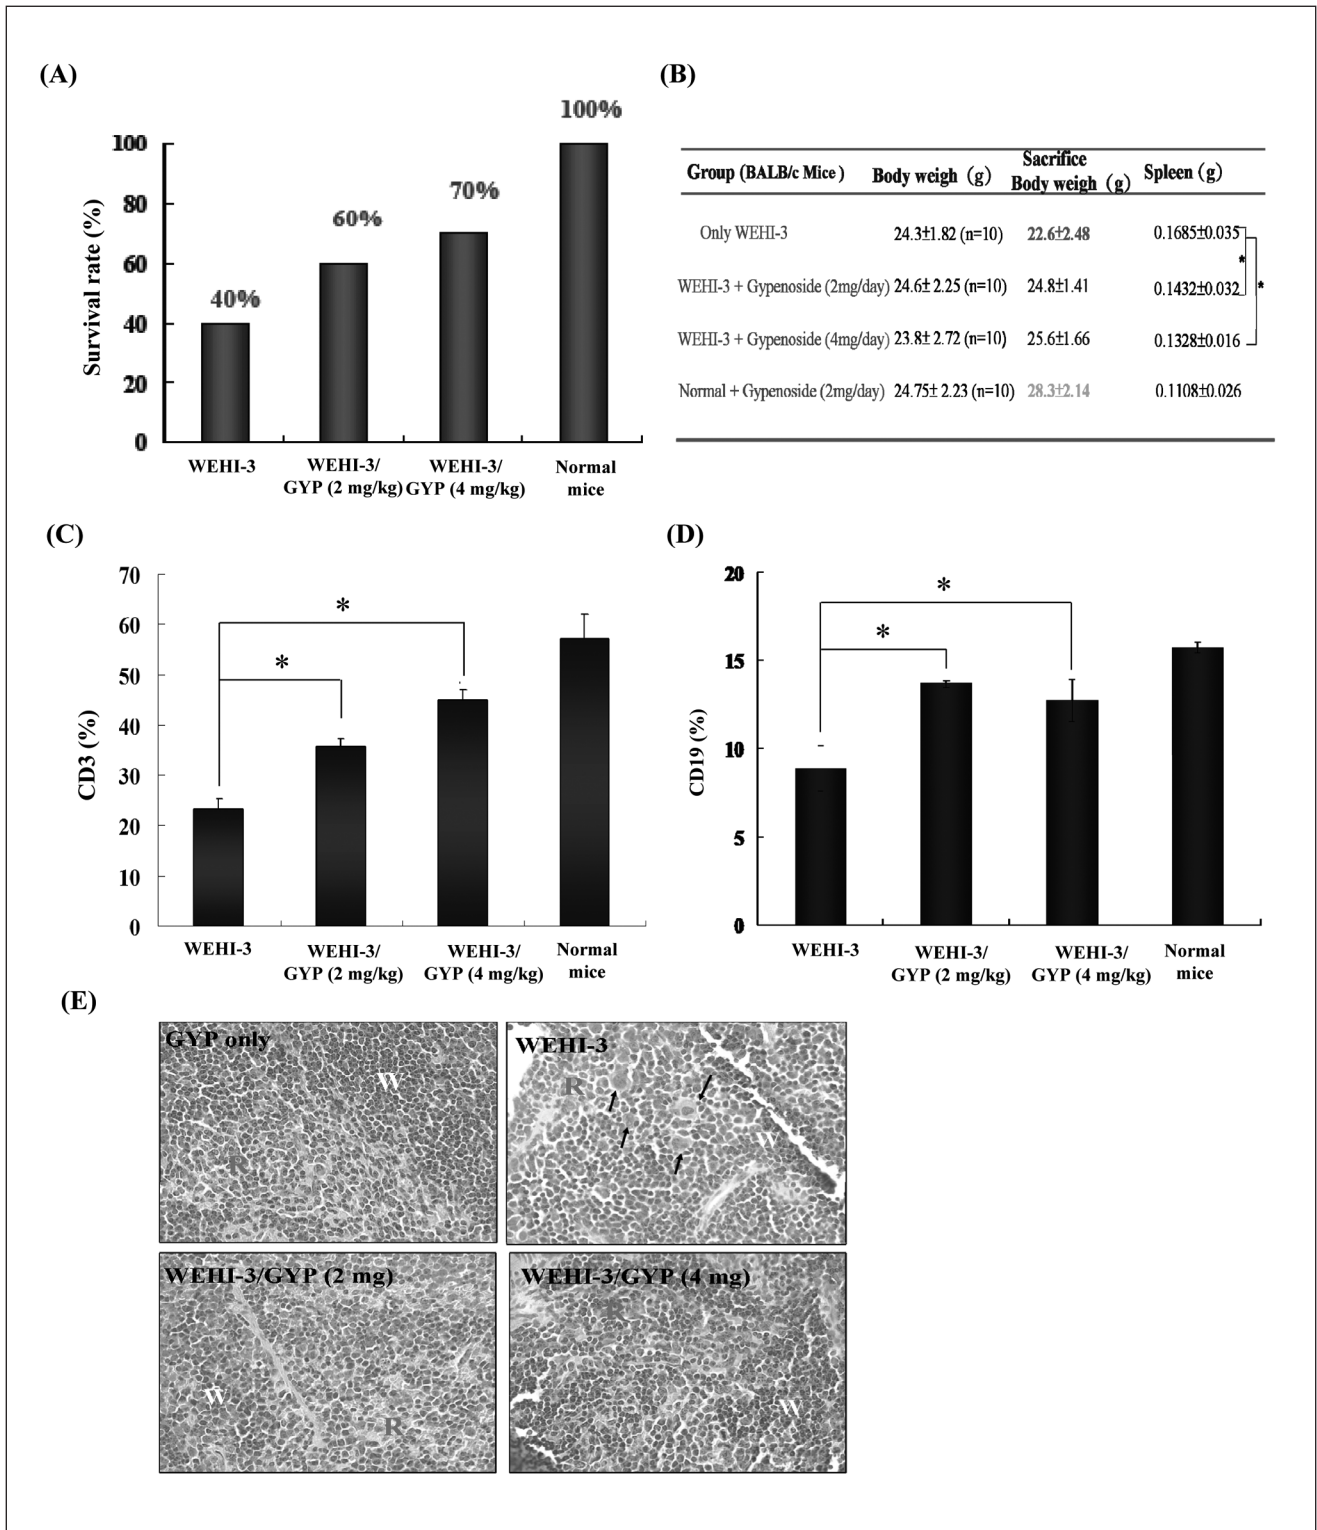 (A)
100%
70%
60%
40%
Survival rate (%)
100
80
60
40
20
0
WEHI-3
WEHI-3/
GYP (2 mg/kg)
WEHI-3/
GYP (4 mg/kg)
Normal
mice
(B)
Group (BALB/c Mice)
Body weigh (g)
Sacrifice
Body weigh (g)
Spleen (g)
Only WEHI-3 24.3±1.82 (n=10) 22.6±2.48 0.1685±0.035
*
WEHI-3 + Gypenoside (2mg/day) 24.6± 2.25 (n=10) 24.8±1.41 0.1432±0.032
*
WEHI-3 + Gypenoside (4mg/day) 23.8± 2.72 (n=10) 25.6±1.66 0.1328±0.016
Normal + Gypenoside (2mg/day) 24.75± 2.23 (n=10) 28.3±2.14 0.1108±0.026
(C)
CD3 (%)
70
60
50
40
30
20
10
0
*
*
WEHI-3
WEHI-3/
GYP (2 mg/kg)
WEHI-3/
GYP (4 mg/kg)
Normal
mice
(D)
CD19 (%)
20
15
10
5
0
*
*
WEHI-3
WEHI-3/
GYP (2 mg/kg)
WEHI-3/
GYP (4 mg/kg)
Normal
mice
(E)
GYP only
W
R
WEHI-3
R
W
WEHI-3/GYP (2 mg)
W
R
WEHI-3/GYP (4 mg)
R
W